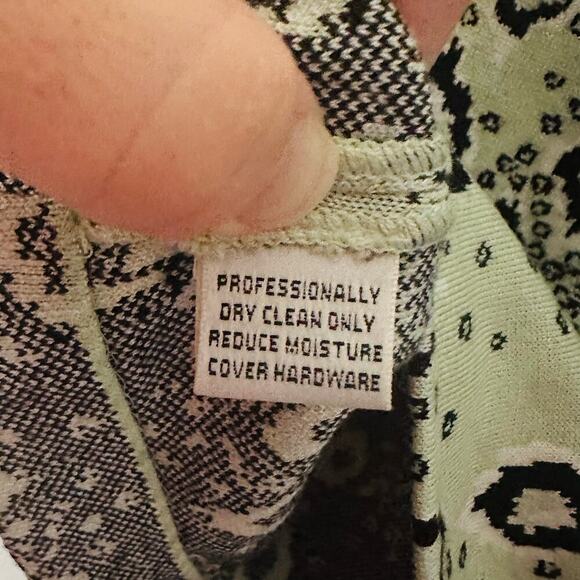 PROFESSIONALLY
DRY CLEAN ONLY
REDUCE MOISTURE
COVER HARDWARE